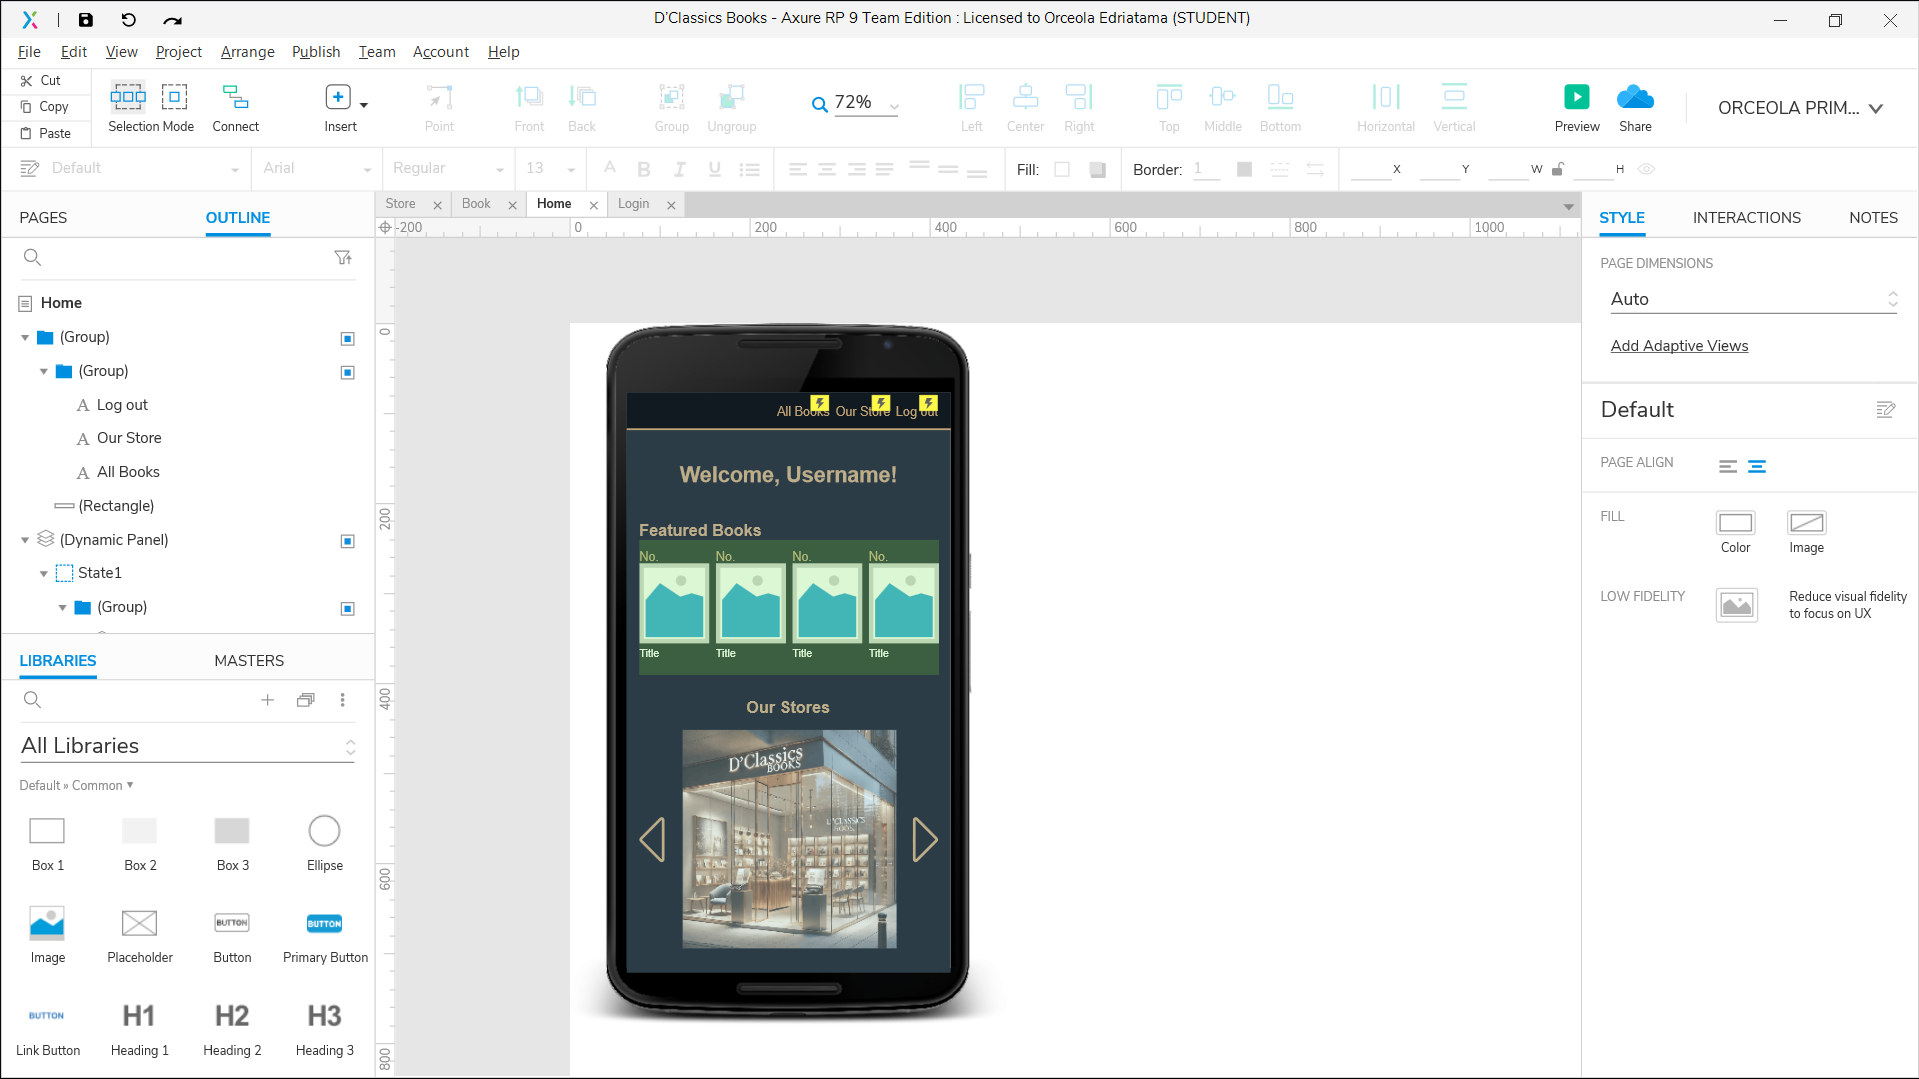 D'Classics Books - Axure RP 9 Team Edition : Licensed to Orceola Edriatama (STUDENT)
File Edit View Project Arrange Publish Team Account Help
Cut
Copy
Paste
Selection Mode
Connect
Insert
Point
Front
Back
Group
Ungroup
72%
Left
Center
Right
Top
Middle
Bottom
Horizontal
Vertical
Preview
Share
ORCEOLA PRIM...
Default
Arial
Regular
13
A B I U
Fill:
Border: 1
X
Y
W
H
PAGES
OUTLINE
Home
(Group)
(Group)
A Log out
A Our Store
A All Books
(Rectangle)
(Dynamic Panel)
State1
(Group)
LIBRARIES
MASTERS
All Libraries
Default » Common
Box 1
Box 2
Box 3
Ellipse
Image
Placeholder
BUTTON
Button
BUTTON
Primary Button
BUTTON
Link Button
H1
Heading 1
H2
Heading 2
H3
Heading 3
Store
Book
Home
Login
-200 0 200 400 600 800 1000
0
200
400
600
800
All Books Our Store Log out
Welcome, Username!
Featured Books
No. No. No. No.
Title Title Title Title
Our Stores
D'Classics
BOOKS
D'CLASSICS
STYLE
INTERACTIONS
NOTES
PAGE DIMENSIONS
Auto
Add Adaptive Views
Default
PAGE ALIGN
FILL
Color
Image
LOW FIDELITY
Reduce visual fidelity
to focus on UX